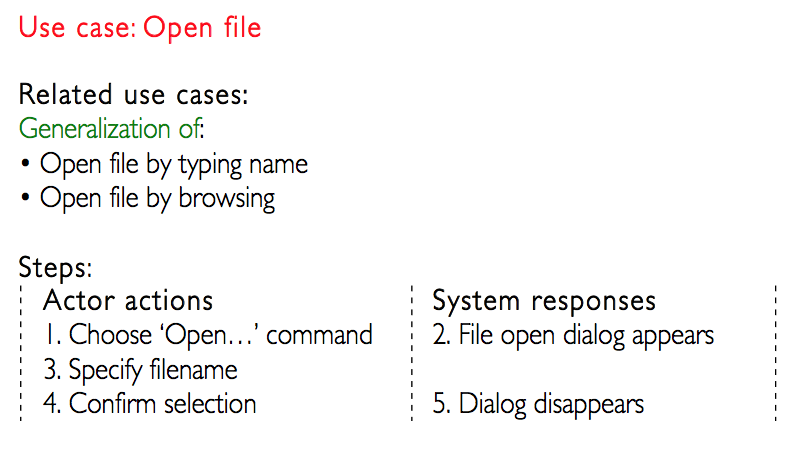 Use case: Open file
Related use cases:
Generalization of:
• Open file by typing name
• Open file by browsing
Steps:
Actor actions
System responses
1. Choose ‘Open…’ command
2. File open dialog appears
3. Specify filename
4. Confirm selection
5. Dialog disappears